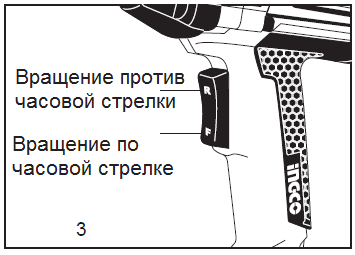 Вращение против
часовой стрелки
R
F
Вращение по
часовой стрелке
ingco
3